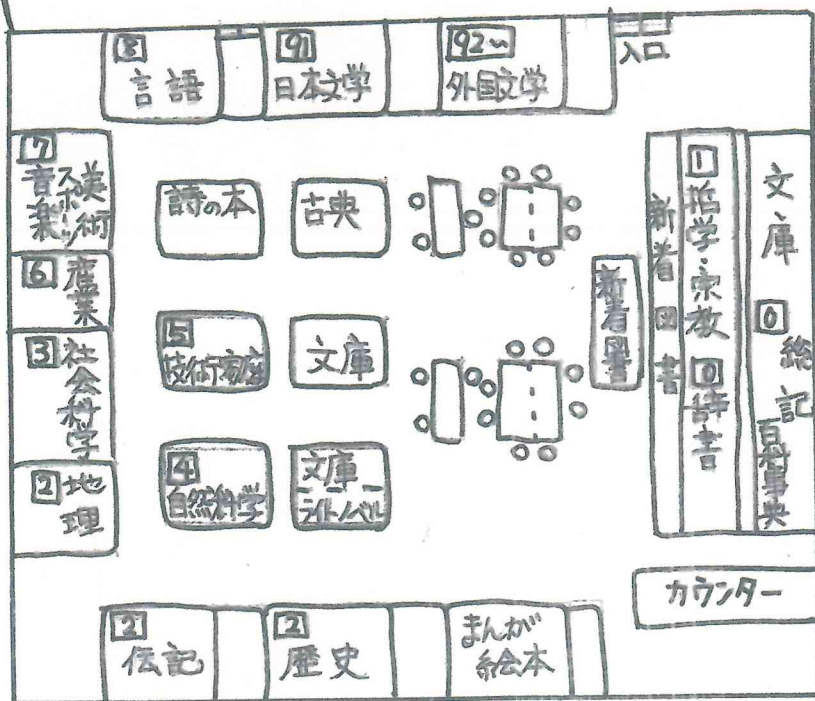 8
言語
91
日本文学
92〜
外国文学
入口
7
美術
スポーツ
音楽
6 産業
3 社会科学
2 地理
詩の本
古典
5
技術家庭
文庫
4
自然科学
文庫
ライトノベル
新着図書
新着図書
1 哲学・宗教 0 辞書
文庫 0 総記 百科事典
カウンター
2
伝記
2
歴史
まんが
絵本